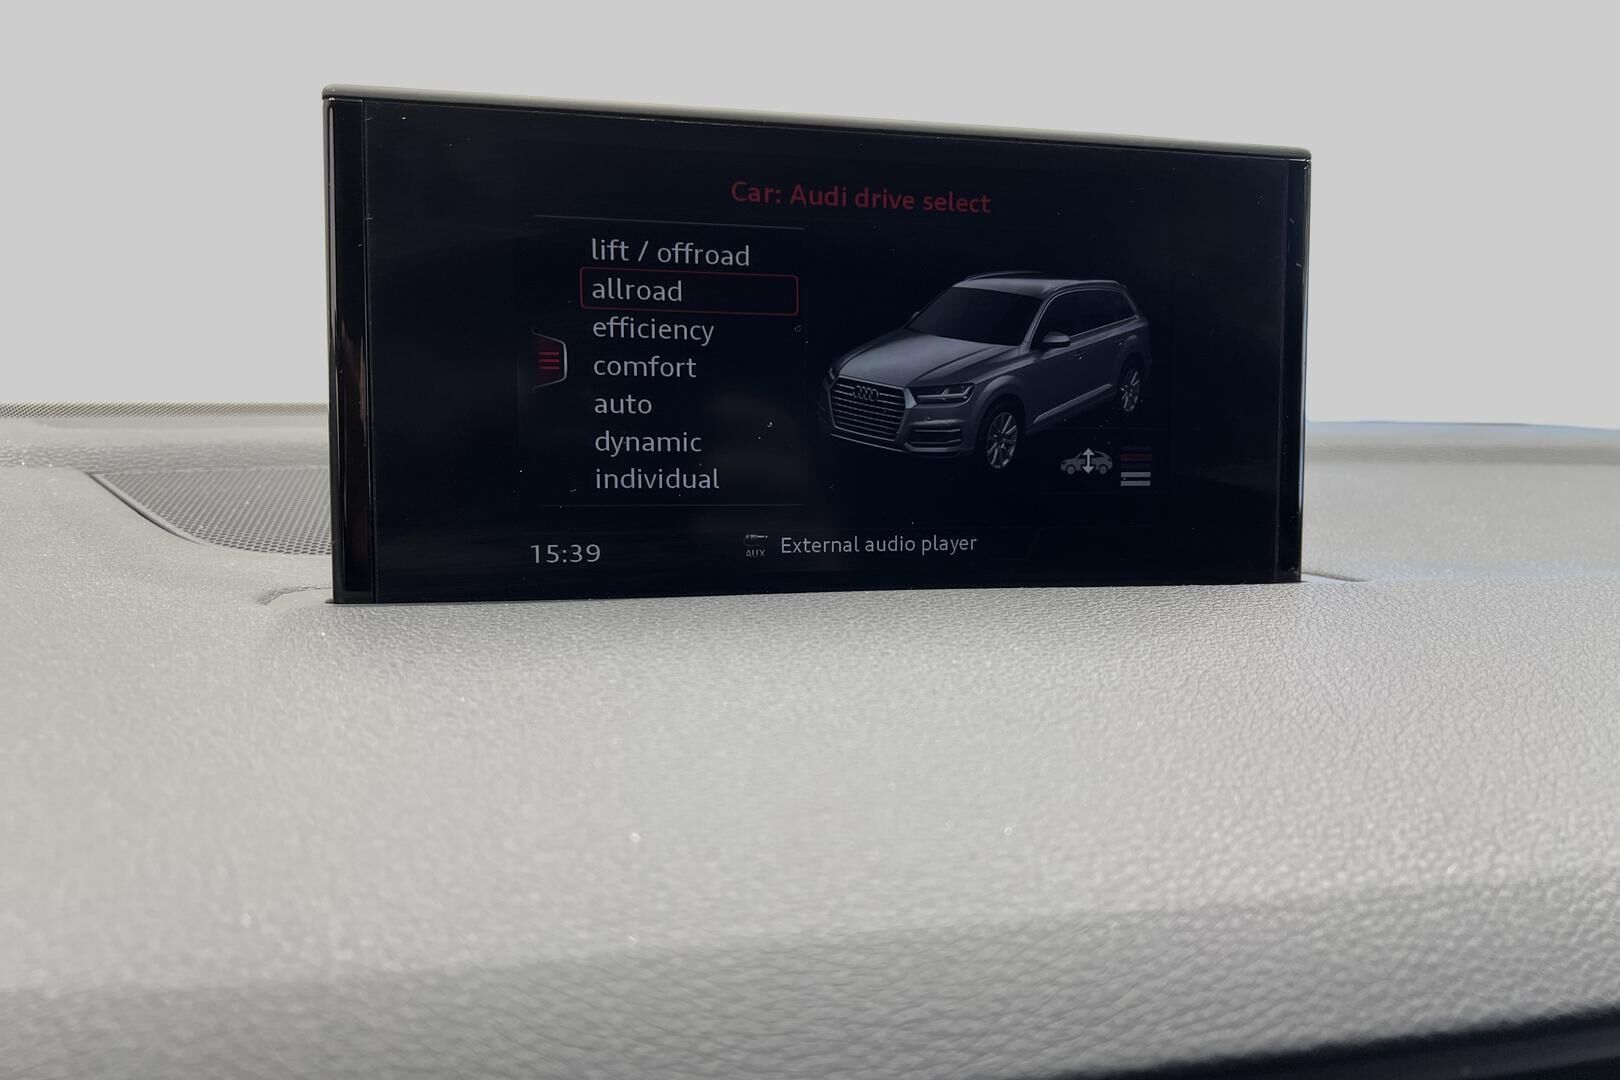 Car: Audi drive select
lift / offroad
allroad
efficiency
comfort
auto
dynamic
individual
15:39
AUX
External audio player